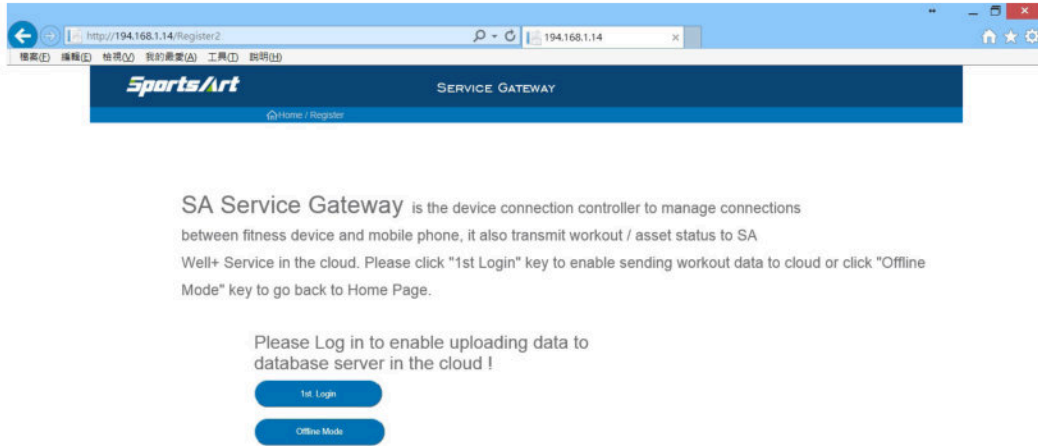 http://194.168.1.14/Register2
194.168.1.14
檔案(F) 編輯(E) 檢視(V) 我的最愛(A) 工具(T) 說明(H)
SportsArt
SERVICE GATEWAY
Home / Register
SA Service Gateway is the device connection controller to manage connections
between fitness device and mobile phone, it also transmit workout / asset status to SA
Well+ Service in the cloud. Please click "1st Login" key to enable sending workout data to cloud or click "Offline
Mode" key to go back to Home Page.
Please Log in to enable uploading data to
database server in the cloud !
1st. Login
Offline Mode